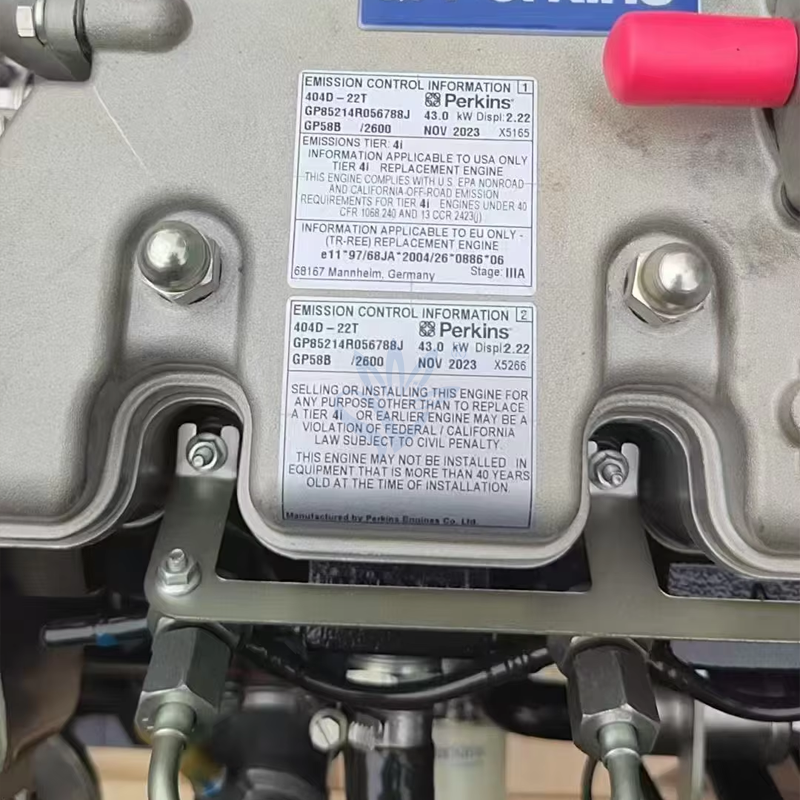 Perkins
EMISSION CONTROL INFORMATION 1
404D-22T Perkins
GP85214R056788J 43.0 kW Displ:2.22
GP58B /2600 NOV 2023 X5165
EMISSIONS TIER: 4i
INFORMATION APPLICABLE TO USA ONLY
TIER 4i REPLACEMENT ENGINE
THIS ENGINE COMPLIES WITH U.S. EPA NONROAD
AND CALIFORNIA OFF-ROAD EMISSION
REQUIREMENTS FOR TIER 4i ENGINES UNDER 40
CFR 1068.240 AND 13 CCR 2423(j)
INFORMATION APPLICABLE TO EU ONLY -
(TR-REE) REPLACEMENT ENGINE
e11*97/68JA*2004/26*0886*06
68167 Mannheim, Germany Stage: IIIA
EMISSION CONTROL INFORMATION 2
404D-22T Perkins
GP85214R056788J 43.0 kW Displ:2.22
GP58B /2600 NOV 2023 X5266
SELLING OR INSTALLING THIS ENGINE FOR
ANY PURPOSE OTHER THAN TO REPLACE
A TIER 4i OR EARLIER ENGINE MAY BE A
VIOLATION OF FEDERAL / CALIFORNIA
LAW SUBJECT TO CIVIL PENALTY.
THIS ENGINE MAY NOT BE INSTALLED IN
EQUIPMENT THAT IS MORE THAN 40 YEARS
OLD AT THE TIME OF INSTALLATION.
Manufactured by Perkins Engines Co. Ltd.